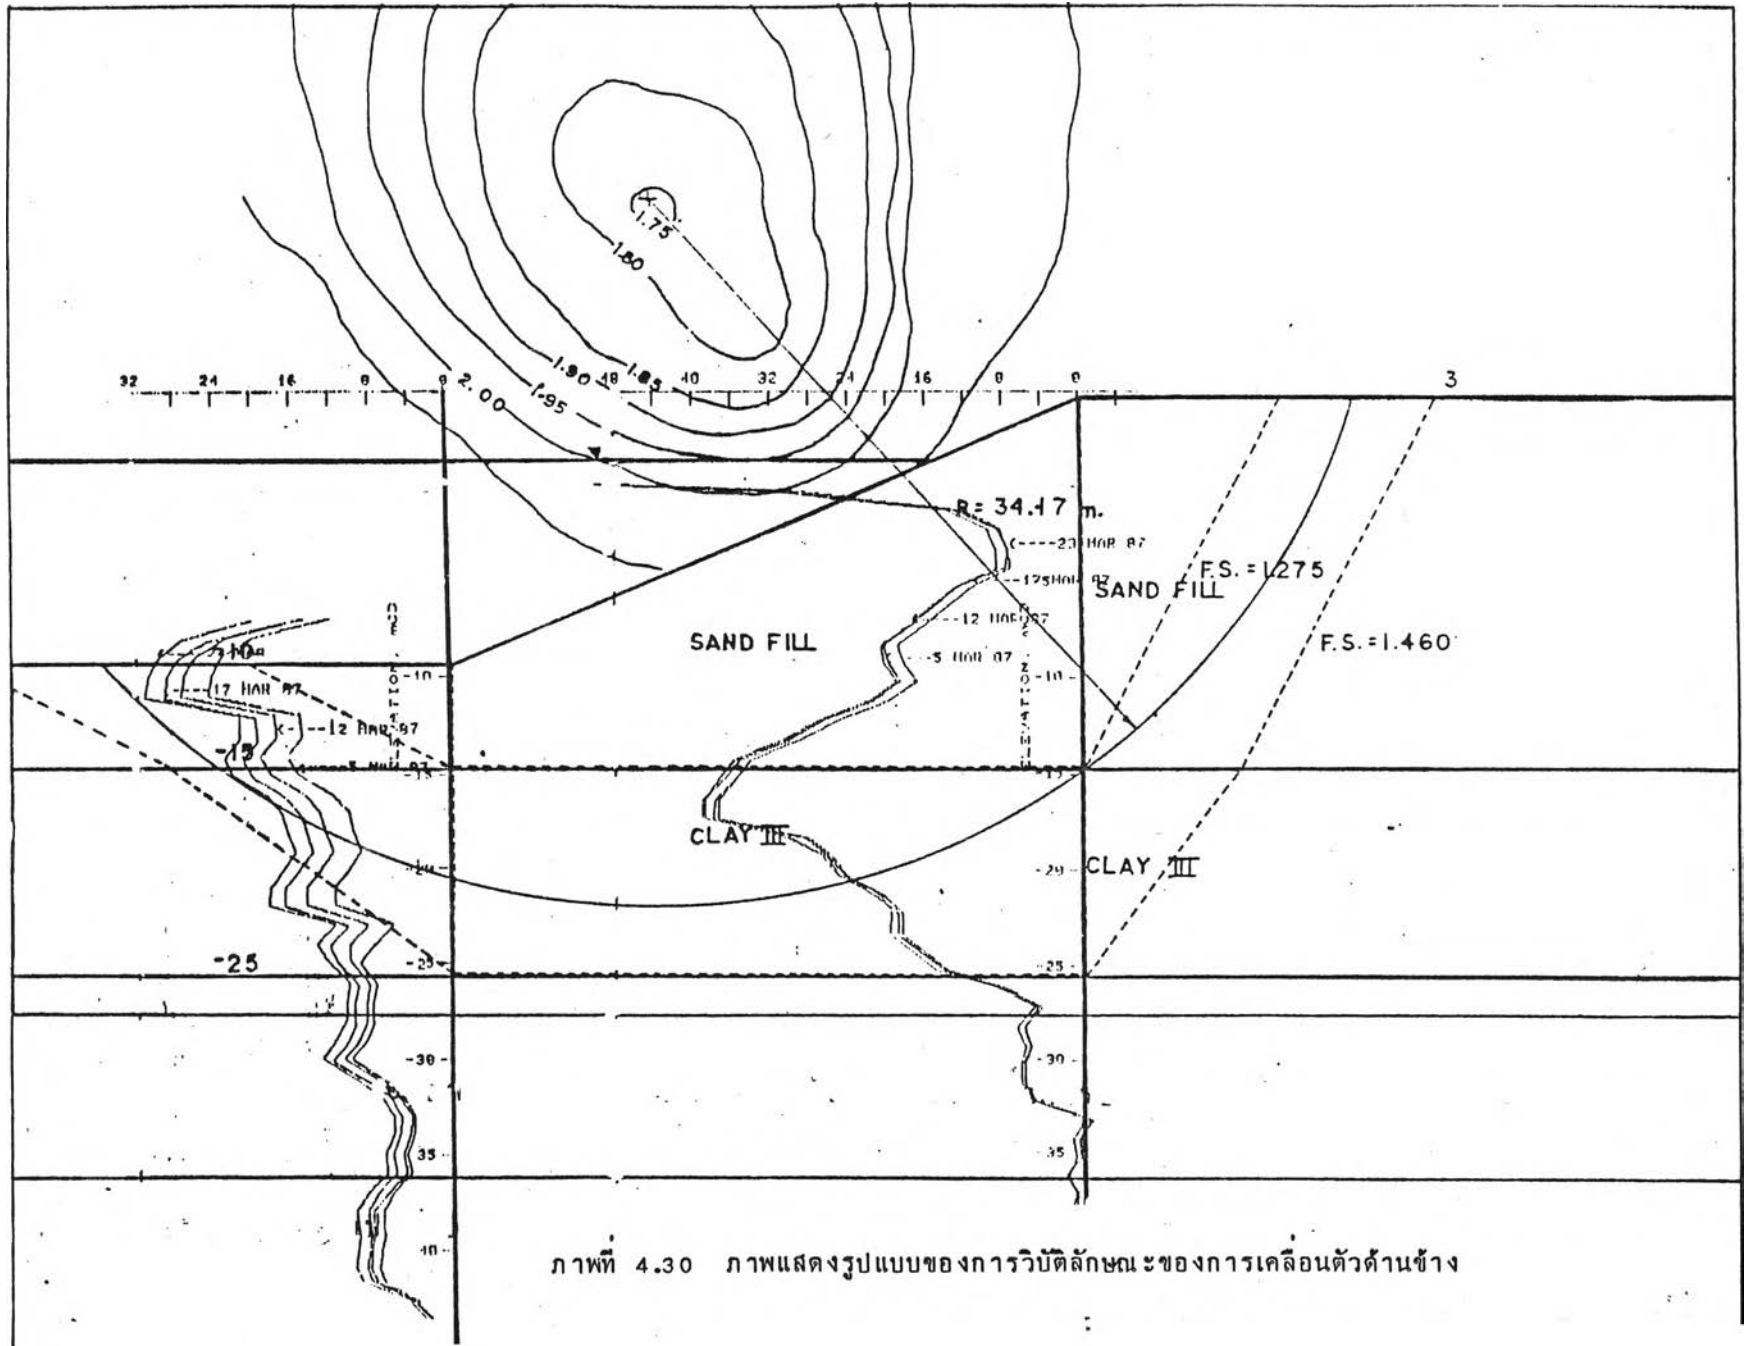 1.75
1.80
1.85
1.90
1.95
2.00
32 24 16 8 0 48 40 32 24 16 8 0 3
R = 34.17 m.
<----23 MAR 87
SAND FILL
F.S. = 1.275
SAND FILL
12 MAR 87
5 MAR 87
F.S. = 1.460
-10
-10
-17 MAR 87
<---12 MAR 87
-15
-15
CLAY III
CLAY III
-20
-20
-25
-25
-25
-30
-30
35
-35
ภาพที่ 4.30 ภาพแสดงรูปแบบของการวิบัติลักษณะของการเคลื่อนตัวด้านข้าง